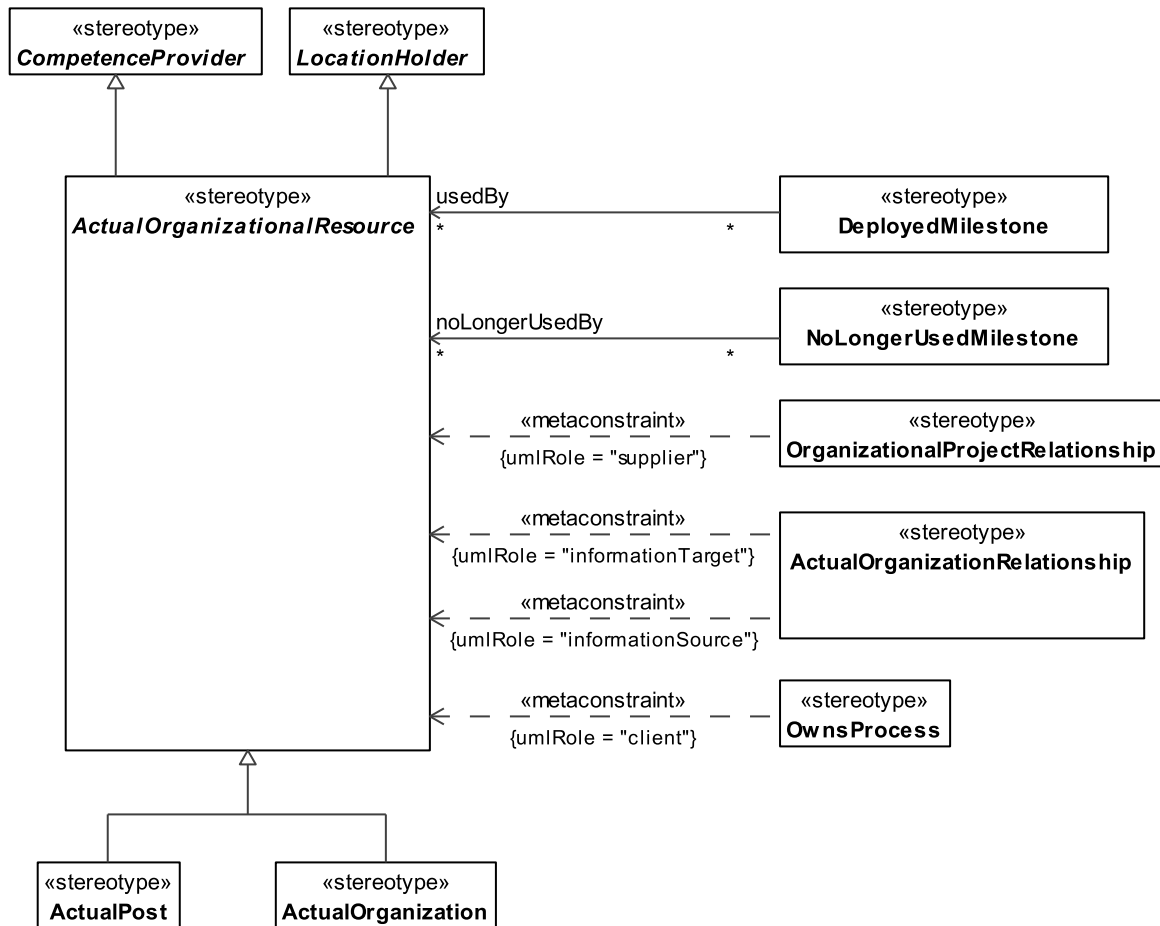 «stereotype»
CompetenceProvider
«stereotype»
LocationHolder
«stereotype»
ActualOrganizationalResource
usedBy
*
*
«stereotype»
DeployedMilestone
noLongerUsedBy
*
*
«stereotype»
NoLongerUsedMilestone
«metaconstraint»
{umlRole = "supplier"}
«stereotype»
OrganizationalProjectRelationship
«metaconstraint»
{umlRole = "informationTarget"}
«stereotype»
ActualOrganizationRelationship
«metaconstraint»
{umlRole = "informationSource"}
«metaconstraint»
{umlRole = "client"}
«stereotype»
OwnsProcess
«stereotype»
ActualPost
«stereotype»
ActualOrganization